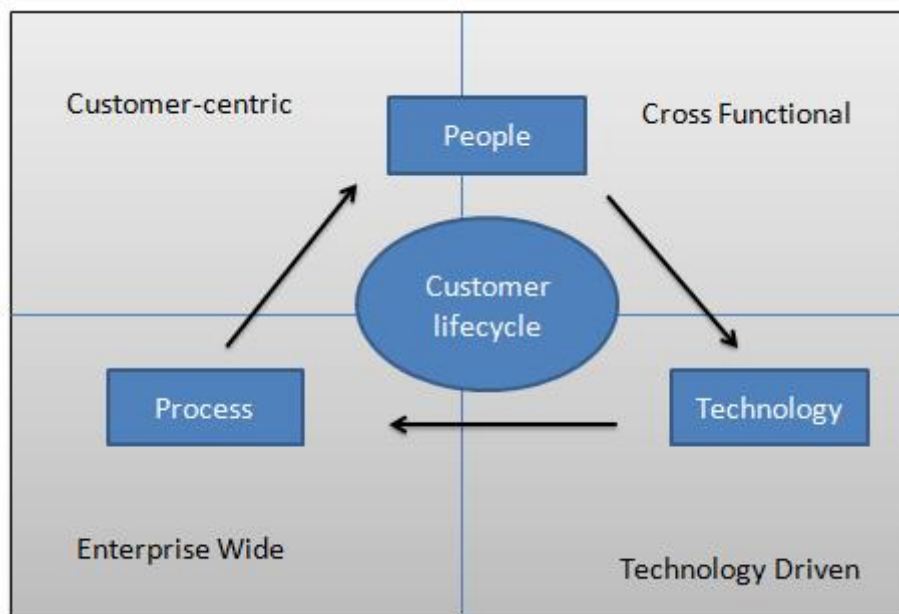 Customer-centric
Cross Functional
People
Customer
lifecycle
Process
Technology
Enterprise Wide
Technology Driven